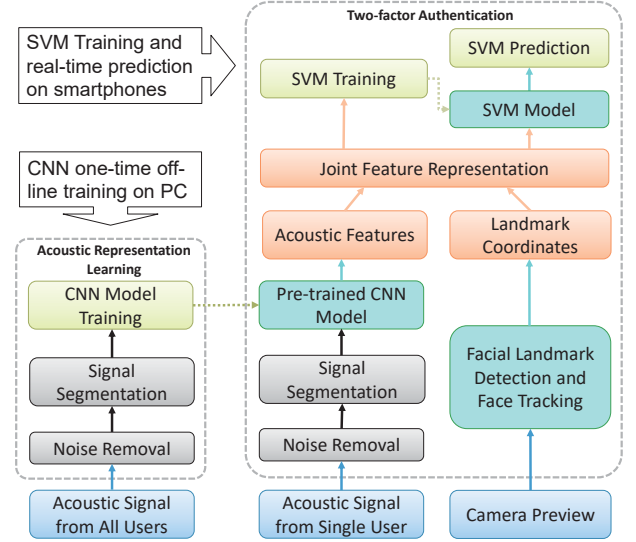 SVM Training and
real-time prediction
on smartphones
CNN one-time off-
line training on PC
Acoustic Representation
Learning
CNN Model
Training
Signal
Segmentation
Noise Removal
Acoustic Signal
from All Users
Two-factor Authentication
SVM Prediction
SVM Training
SVM Model
Joint Feature Representation
Acoustic Features
Landmark
Coordinates
Pre-trained CNN
Model
Signal
Segmentation
Noise Removal
Acoustic Signal
from Single User
Facial Landmark
Detection and
Face Tracking
Camera Preview